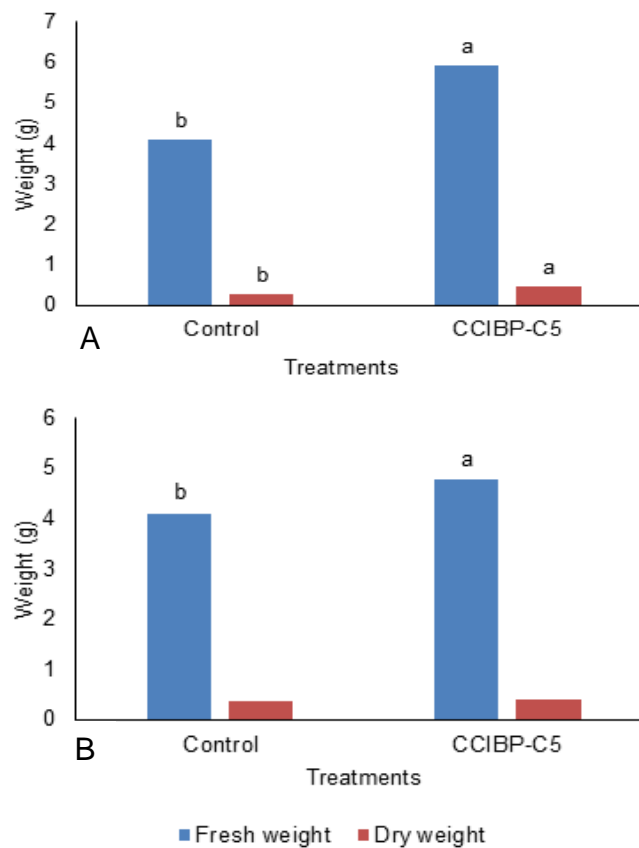 7
6
5
4
3
2
1
0
Weight (g)
b
b
a
a
A
Control
CCIBP-C5
Treatments
6
5
4
3
2
1
0
Weight (g)
b
a
B
Control
CCIBP-C5
Treatments
Fresh weight
Dry weight